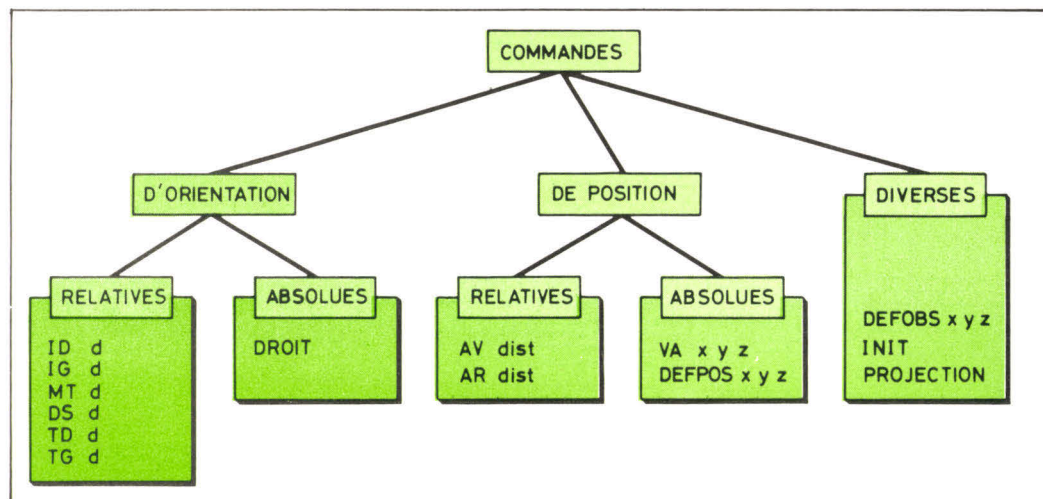 COMMANDES
D'ORIENTATION
DE POSITION
DIVERSES
RELATIVES
ABSOLUES
RELATIVES
ABSOLUES
ID d
IG d
MT d
DS d
TD d
TG d
DROIT
AV dist
AR dist
VA x y z
DEFPOS x y z
DEFOBS x y z
INIT
PROJECTION